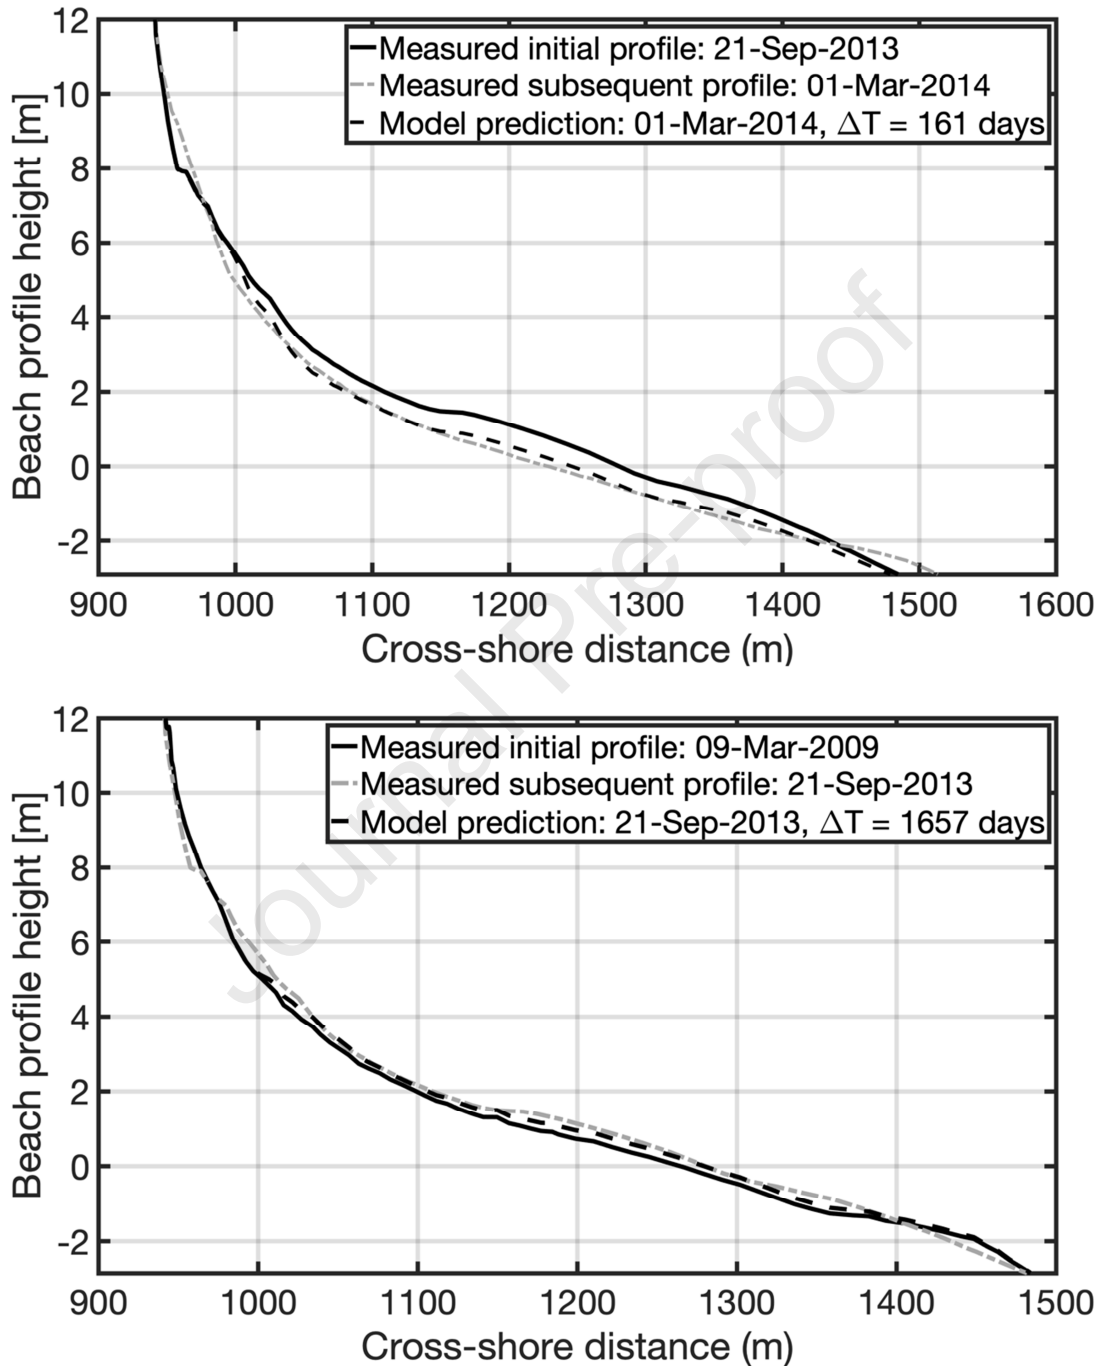 12
10
8
6
4
2
0
-2
Beach profile height [m]
Measured initial profile: 21-Sep-2013
Measured subsequent profile: 01-Mar-2014
Model prediction: 01-Mar-2014, ΔT = 161 days
900 1000 1100 1200 1300 1400 1500 1600
Cross-shore distance (m)
Journal Pre-proof
12
10
8
6
4
2
0
-2
Beach profile height [m]
Measured initial profile: 09-Mar-2009
Measured subsequent profile: 21-Sep-2013
Model prediction: 21-Sep-2013, ΔT = 1657 days
900 1000 1100 1200 1300 1400 1500
Cross-shore distance (m)